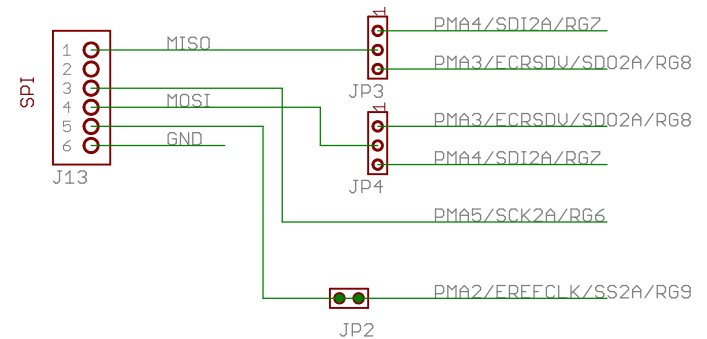 SPI
1
2
3
4
5
6
J13
MISO
MOSI
GND
1
JP3
PMA4/SDI2A/RG7
PMA3/ECRSDV/SDO2A/RG8
1
JP4
PMA3/ECRSDV/SDO2A/RG8
PMA4/SDI2A/RG7
PMA5/SCK2A/RG6
PMA2/EREFCLK/SS2A/RG9
JP2